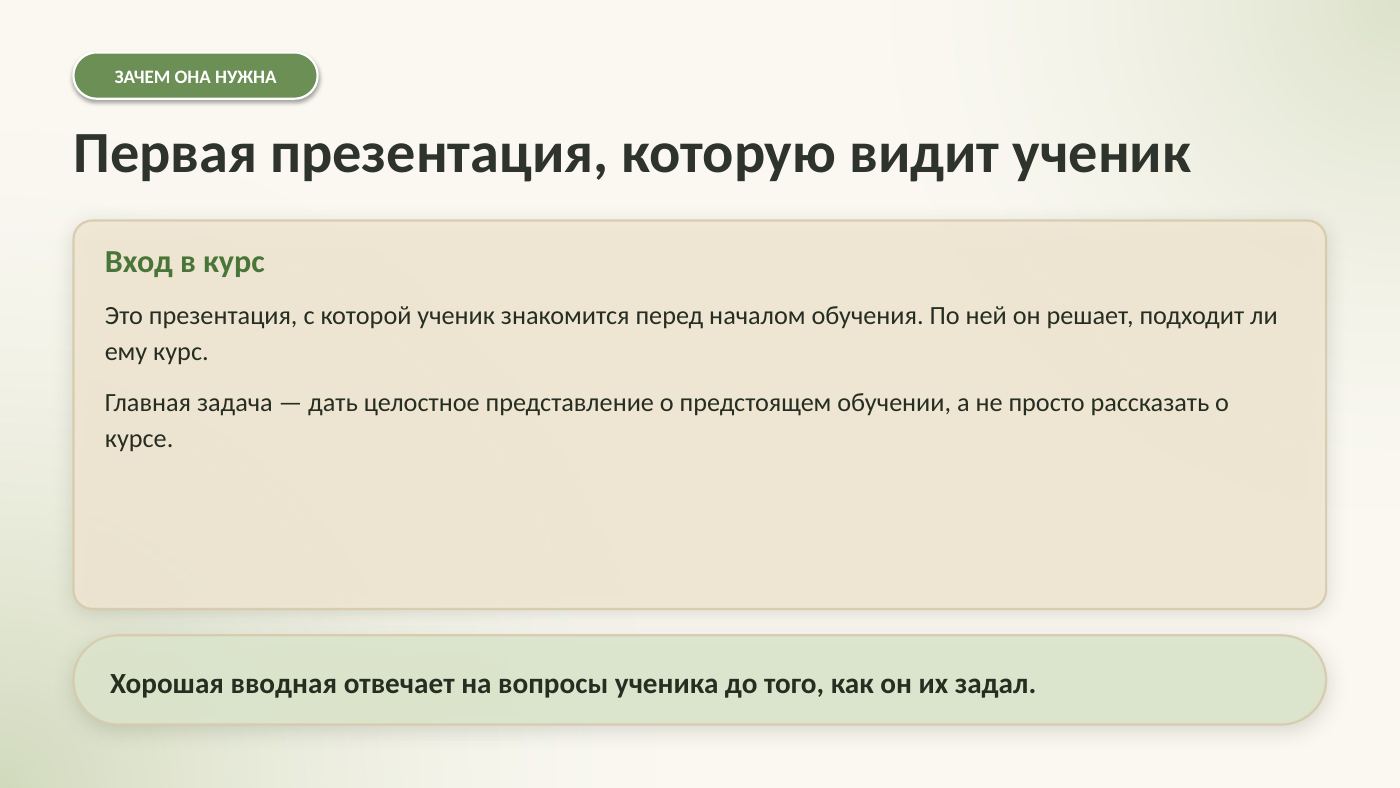 ЗАЧЕМ ОНА НУЖНА
Первая презентация, которую видит ученик
Вход в курс
Это презентация, с которой ученик знакомится перед началом обучения. По ней он решает, подходит ли
ему курс.
Главная задача — дать целостное представление о предстоящем обучении, а не просто рассказать о
курсе.
Хорошая вводная отвечает на вопросы ученика до того, как он их задал.